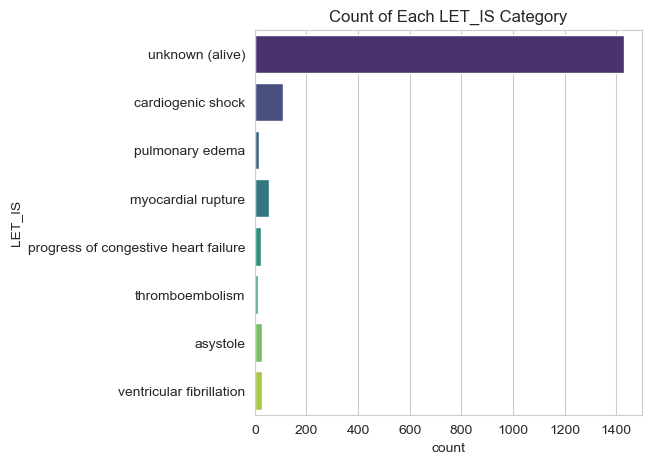 Count of Each LET_IS Category
unknown (alive)
cardiogenic shock
pulmonary edema
myocardial rupture
progress of congestive heart failure
thromboembolism
asystole
ventricular fibrillation
LET_IS
0 200 400 600 800 1000 1200 1400
count